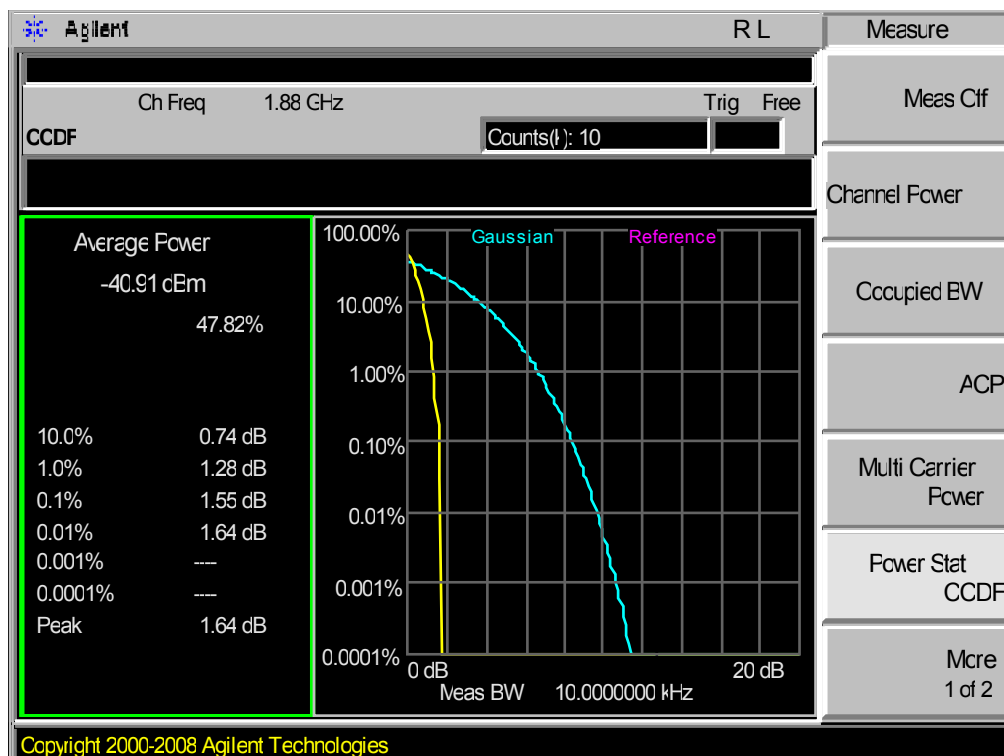 Agilent R L Measure
Ch Freq 1.88 GHz Trig Free
CCDF Counts(k): 10
Meas Off
Channel Power
Occupied BW
ACP
Multi Carrier
Power
Power Stat
CCDF
More
1 of 2
Average Power
-40.91 dBm
47.82%
10.0% 0.74 dB
1.0% 1.28 dB
0.1% 1.55 dB
0.01% 1.64 dB
0.001% ----
0.0001% ----
Peak 1.64 dB
Gaussian Reference
100.00%
10.00%
1.00%
0.10%
0.01%
0.001%
0.0001%
0 dB 20 dB
Meas BW 10.0000000 kHz
Copyright 2000-2008 Agilent Technologies